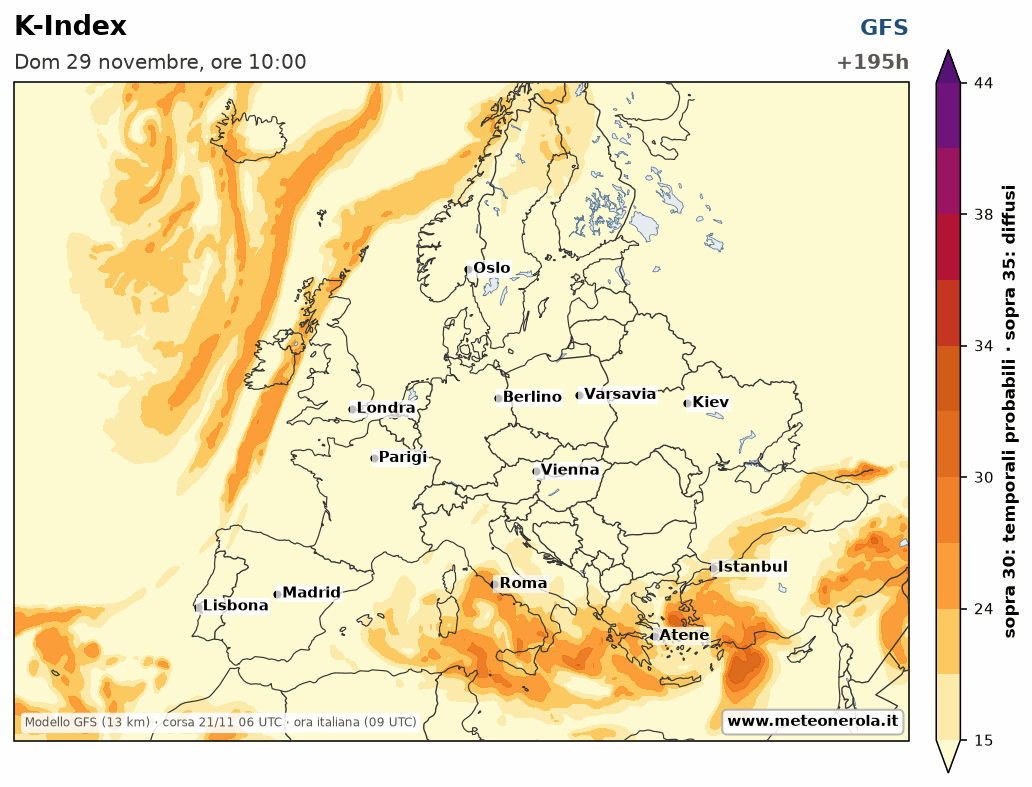 K-Index
GFS
Dom 29 novembre, ore 10:00
+195h
44
38
34
30
24
15
sopra 30: temporali probabili · sopra 35: diffusi
Oslo
Berlino
Varsavia
Kiev
Londra
Parigi
Vienna
Istanbul
Roma
Madrid
Lisbona
Atene
Modello GFS (13 km) · corsa 21/11 06 UTC · ora italiana (09 UTC)
www.meteonerola.it